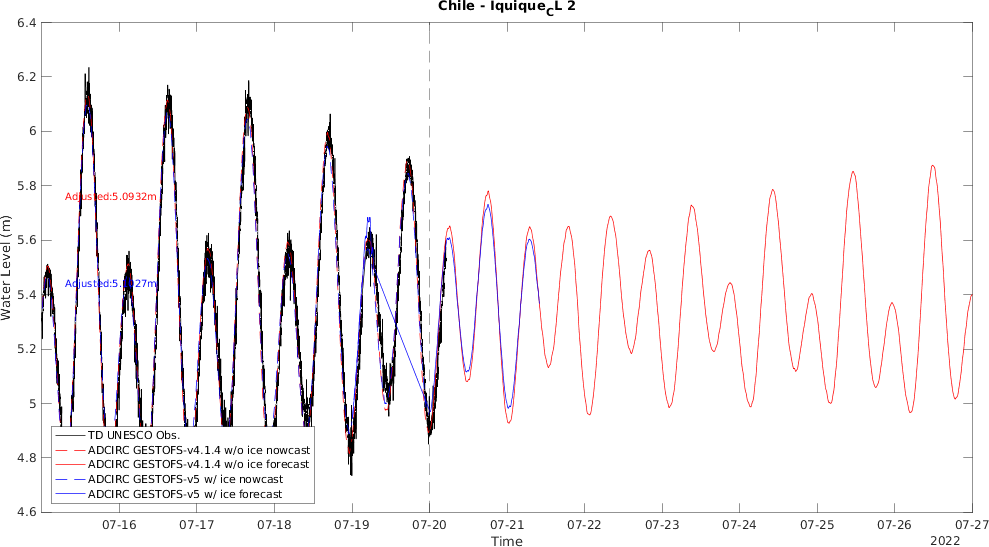 Chile - Iquique_CL 2
6.4
6.2
6
5.8
5.6
5.4
5.2
5
4.8
4.6
Water Level (m)
Adjusted:5.0932m
TD UNESCO Obs.
ADCIRC GESTOFS-v4.1.4 w/o ice nowcast
ADCIRC GESTOFS-v4.1.4 w/o ice forecast
ADCIRC GESTOFS-v5 w/ ice nowcast
ADCIRC GESTOFS-v5 w/ ice forecast
07-16
07-17
07-18
07-19
07-20
07-21
07-22
07-23
07-24
07-25
07-26
07-27
Time
2022